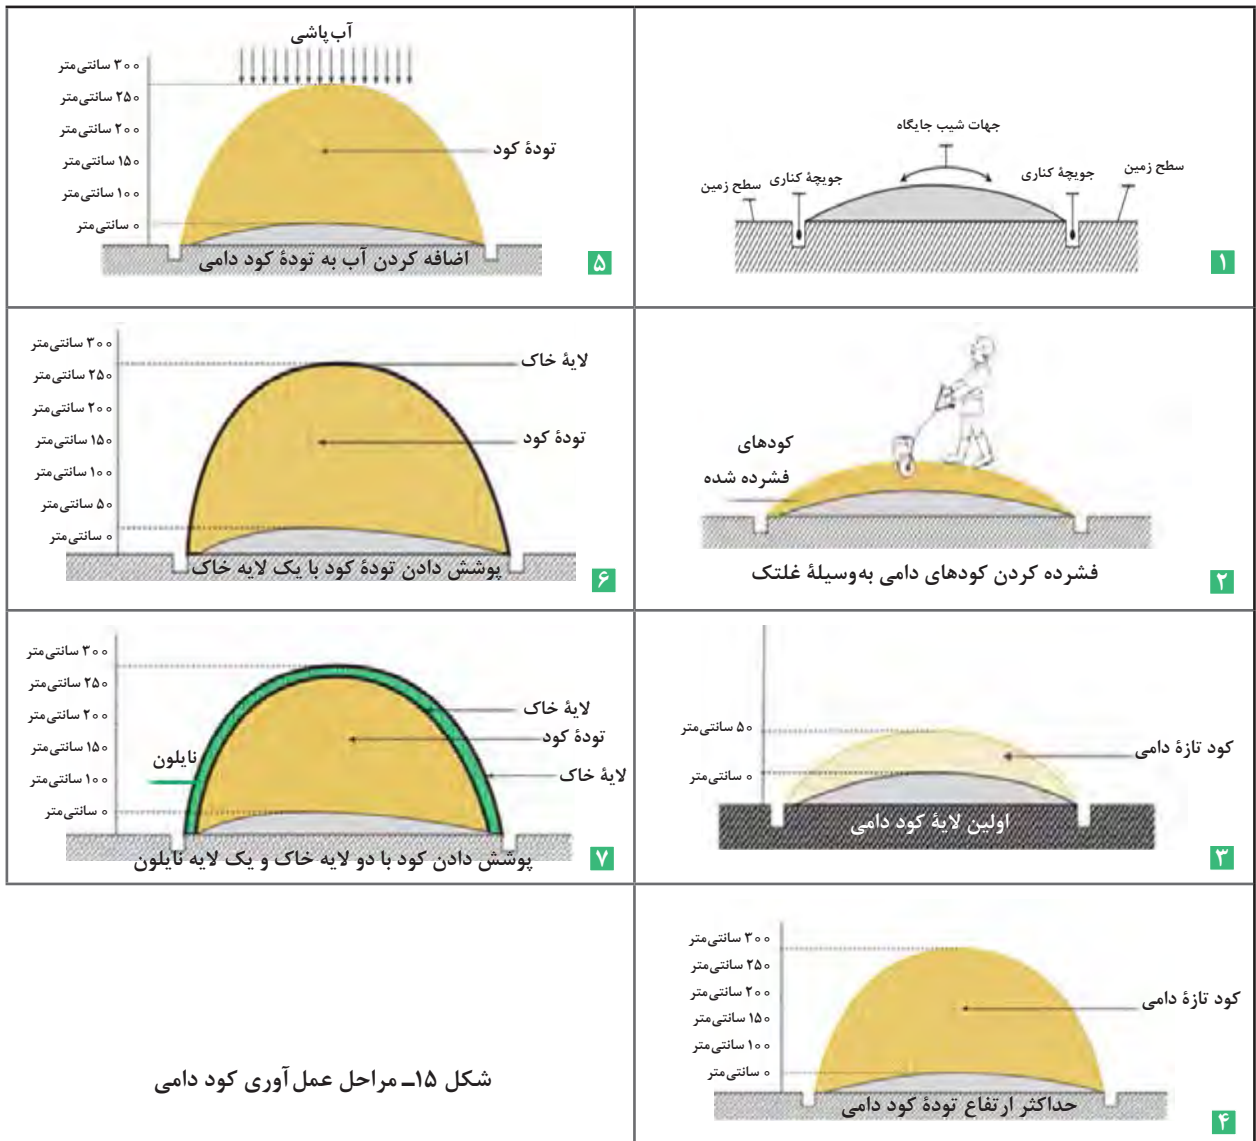 جهات شیب جایگاه
سطح زمین
جویچهٔ کناری
جویچهٔ کناری
سطح زمین
۱
کودهای
فشرده شده
فشرده کردن کودهای دامی به‌وسیلهٔ غلتک
۲
۵۰ سانتی‌متر
۰ سانتی‌متر
کود تازهٔ دامی
اولین لایهٔ کود دامی
۳
۳۰۰ سانتی‌متر
۲۵۰ سانتی‌متر
۲۰۰ سانتی‌متر
۱۵۰ سانتی‌متر
۱۰۰ سانتی‌متر
۰ سانتی‌متر
کود تازهٔ دامی
حداکثر ارتفاع تودهٔ کود دامی
۴
آب‌پاشی
۳۰۰ سانتی‌متر
۲۵۰ سانتی‌متر
۲۰۰ سانتی‌متر
۱۵۰ سانتی‌متر
۱۰۰ سانتی‌متر
۰ سانتی‌متر
تودهٔ کود
اضافه کردن آب به تودهٔ کود دامی
۵
۳۰۰ سانتی‌متر
۲۵۰ سانتی‌متر
۲۰۰ سانتی‌متر
۱۵۰ سانتی‌متر
۱۰۰ سانتی‌متر
۵۰ سانتی‌متر
۰ سانتی‌متر
لایهٔ خاک
تودهٔ کود
پوشش دادن تودهٔ کود با یک لایه خاک
۶
۳۰۰ سانتی‌متر
۲۵۰ سانتی‌متر
۲۰۰ سانتی‌متر
۱۵۰ سانتی‌متر
۱۰۰ سانتی‌متر
۰ سانتی‌متر
لایهٔ خاک
تودهٔ کود
لایهٔ خاک
نایلون
پوشش دادن کود با دو لایه خاک و یک لایه نایلون
۷
شکل ۱۵ـ مراحل عمل‌آوری کود دامی